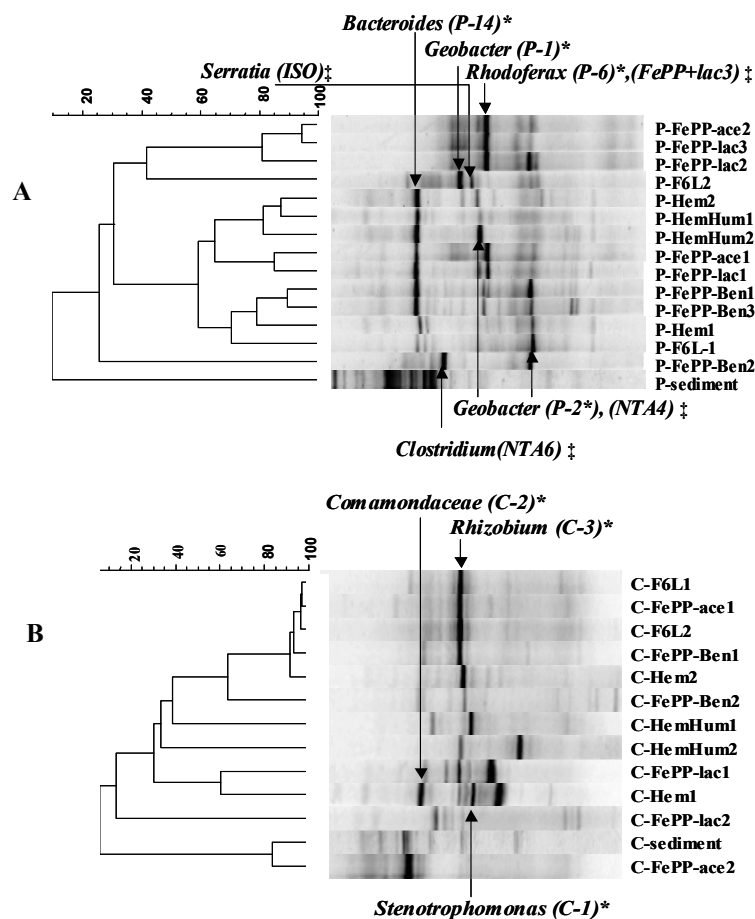 Bacteroides (P-14)*
Geobacter (P-1)*
Serratia (ISO)‡
Rhodoferax (P-6)*,(FePP+lac3) ‡
20 40 60 80 100
A
P-FePP-ace2
P-FePP-lac3
P-FePP-lac2
P-F6L2
P-Hem2
P-HemHum1
P-HemHum2
P-FePP-ace1
P-FePP-lac1
P-FePP-Ben1
P-FePP-Ben3
P-Hem1
P-F6L-1
P-FePP-Ben2
P-sediment
Geobacter (P-2*), (NTA4) ‡
Clostridium(NTA6) ‡
Comamondaceae (C-2)*
Rhizobium (C-3)*
20 40 60 80 100
B
C-F6L1
C-FePP-ace1
C-F6L2
C-FePP-Ben1
C-Hem2
C-FePP-Ben2
C-HemHum1
C-HemHum2
C-FePP-lac1
C-Hem1
C-FePP-lac2
C-sediment
C-FePP-ace2
Stenotrophomonas (C-1)*